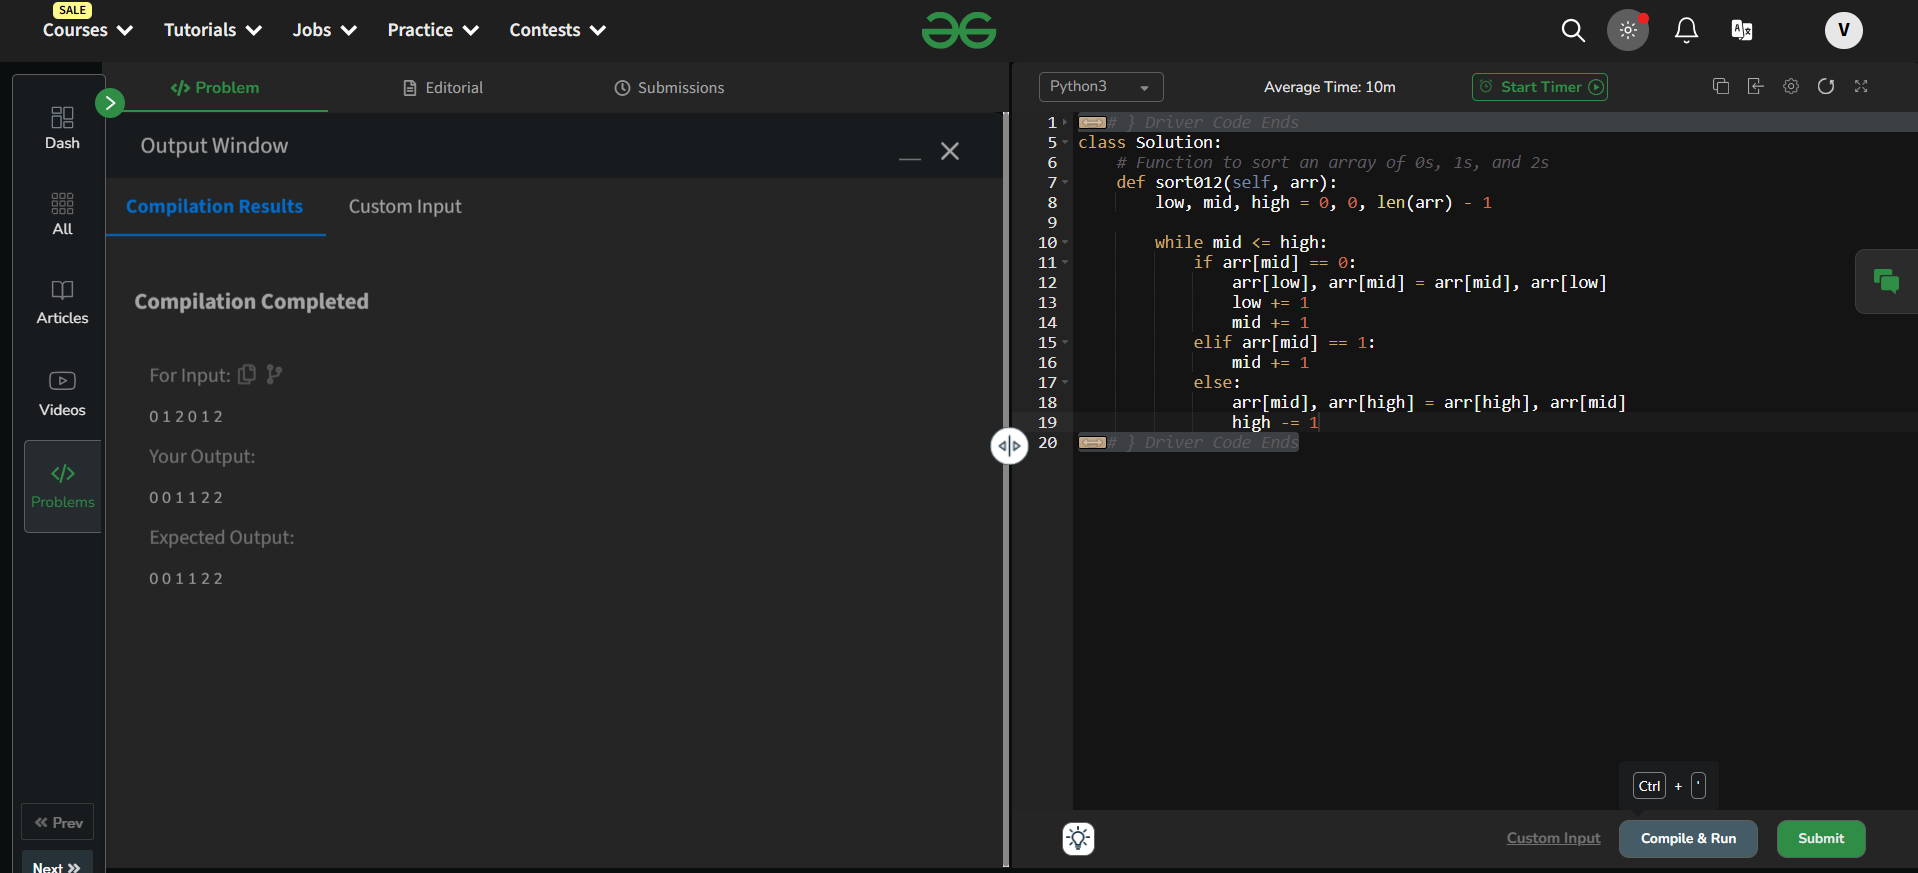 SALE
Courses Tutorials Jobs Practice Contests
V
Dash
All
Articles
Videos
Problems
Prev
Next
Problem Editorial Submissions
Output Window
Compilation Results Custom Input
Compilation Completed
For Input:
0 1 2 0 1 2
Your Output:
0 0 1 1 2 2
Expected Output:
0 0 1 1 2 2
Python3 Average Time: 10m Start Timer
1 # } Driver Code Ends
5 class Solution:
6 # Function to sort an array of 0s, 1s, and 2s
7 def sort012(self, arr):
8 low, mid, high = 0, 0, len(arr) - 1
9
10 while mid <= high:
11 if arr[mid] == 0:
12 arr[low], arr[mid] = arr[mid], arr[low]
13 low += 1
14 mid += 1
15 elif arr[mid] == 1:
16 mid += 1
17 else:
18 arr[mid], arr[high] = arr[high], arr[mid]
19 high -= 1
20 # } Driver Code Ends
Ctrl + '
Custom Input Compile & Run Submit